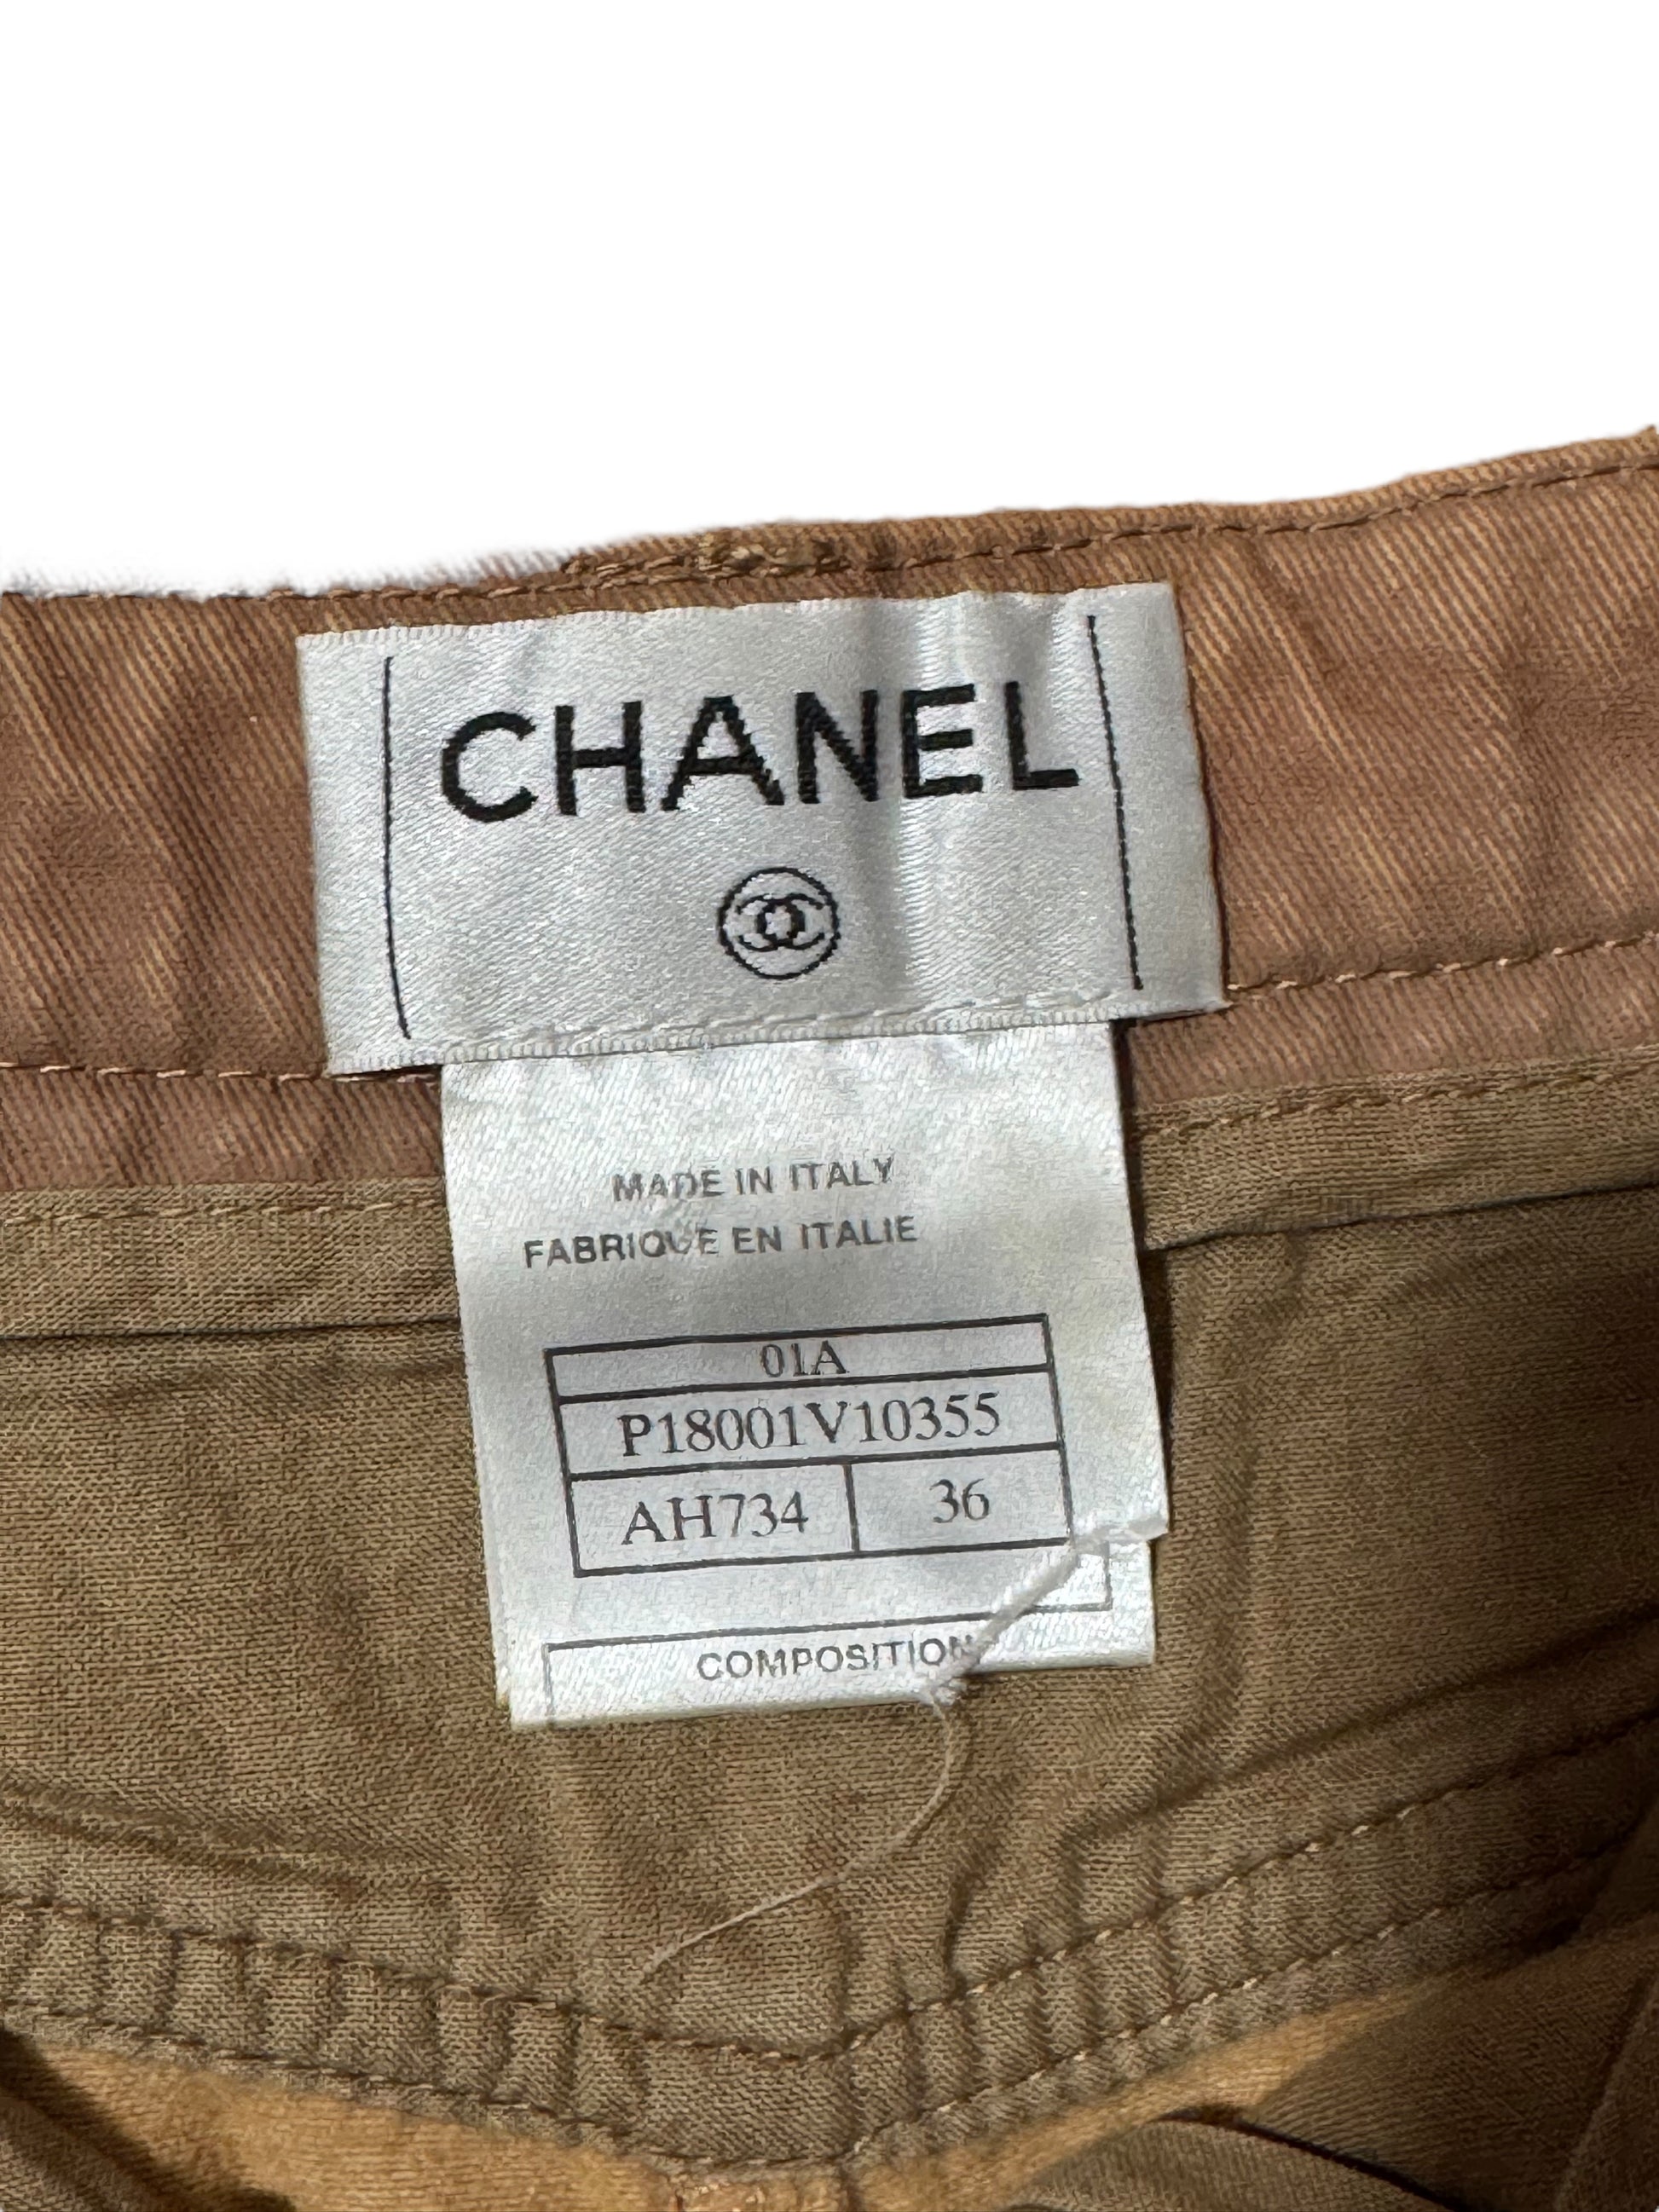 CHANEL
MADE IN ITALY
FABRIQUE EN ITALIE
01A
P18001V10355
AH734 36
COMPOSITION